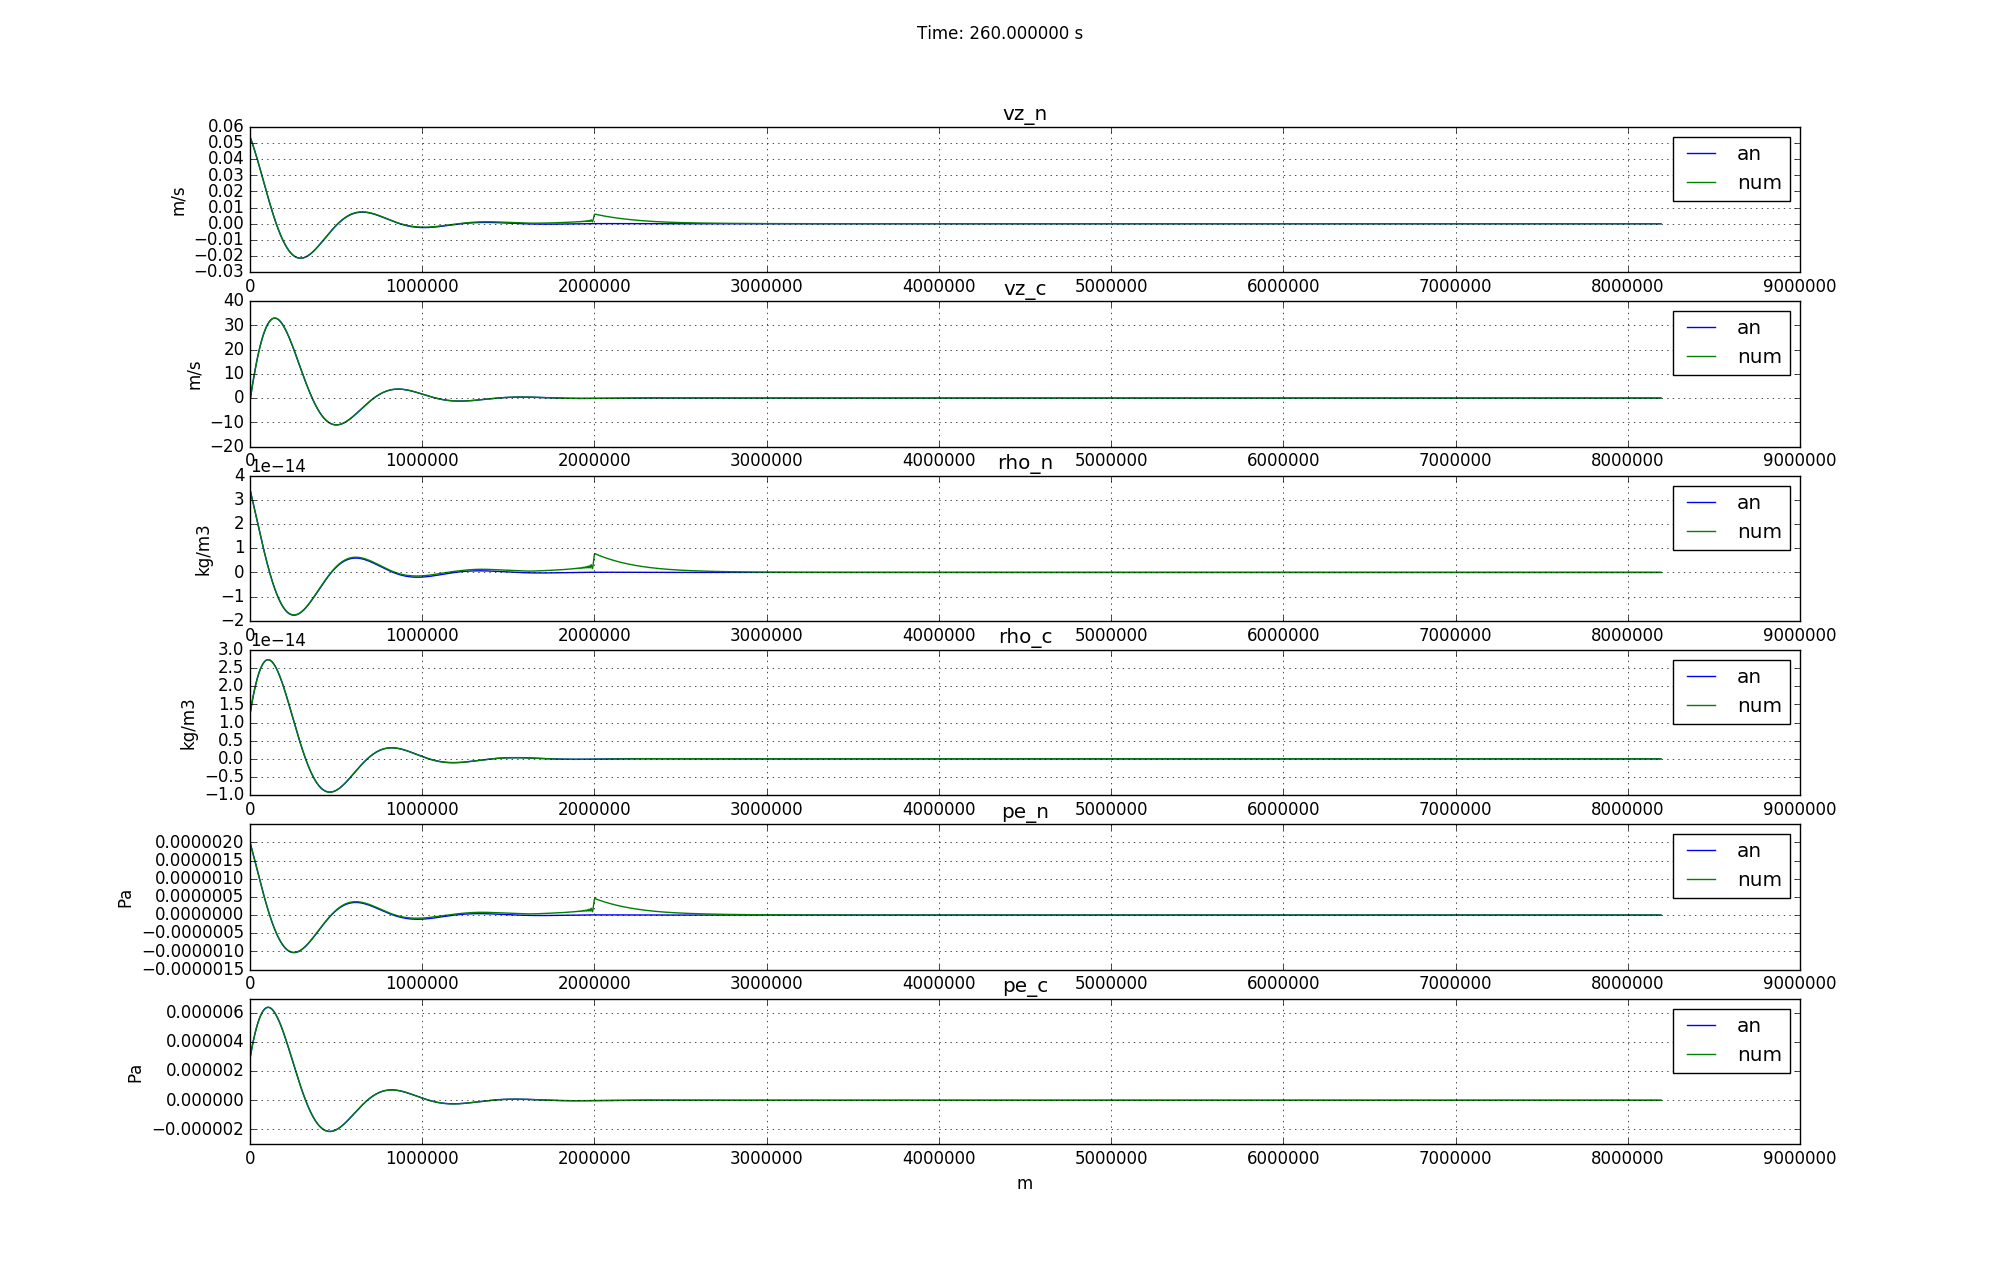 Time: 260.000000 s
vz_n
0.06
0.05
0.04
0.03
0.02
0.01
0.00
−0.01
−0.02
−0.03
m/s
an
num
0 1000000 2000000 3000000 4000000 5000000 6000000 7000000 8000000 9000000
vz_c
40
30
20
10
0
−10
−20
m/s
an
num
0 1000000 2000000 3000000 4000000 5000000 6000000 7000000 8000000 9000000
1e−14
rho_n
4
3
2
1
0
−1
−2
kg/m3
an
num
0 1000000 2000000 3000000 4000000 5000000 6000000 7000000 8000000 9000000
1e−14
rho_c
3.0
2.5
2.0
1.5
1.0
0.5
0.0
−0.5
−1.0
kg/m3
an
num
0 1000000 2000000 3000000 4000000 5000000 6000000 7000000 8000000 9000000
pe_n
0.0000020
0.0000015
0.0000010
0.0000005
0.0000000
−0.0000005
−0.0000010
−0.0000015
Pa
an
num
0 1000000 2000000 3000000 4000000 5000000 6000000 7000000 8000000 9000000
pe_c
0.000006
0.000004
0.000002
0.000000
−0.000002
Pa
an
num
0 1000000 2000000 3000000 4000000 5000000 6000000 7000000 8000000 9000000
m